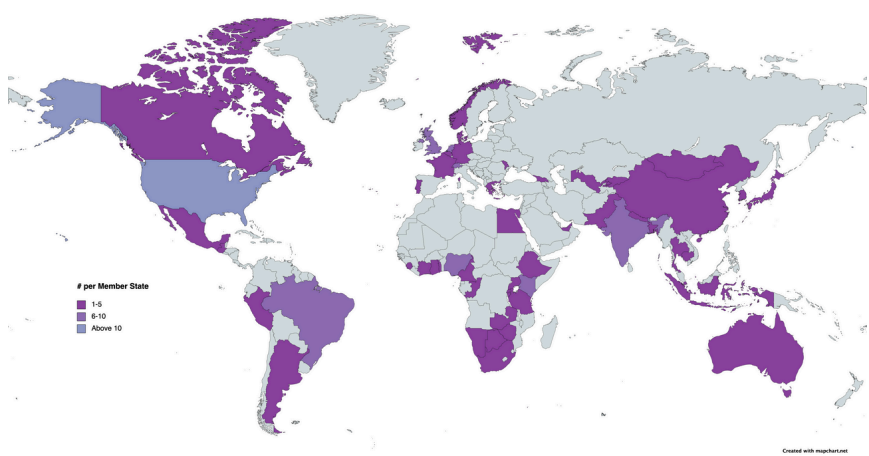 # per Member State
1-5
6-10
Above 10
Created with mapchart.net